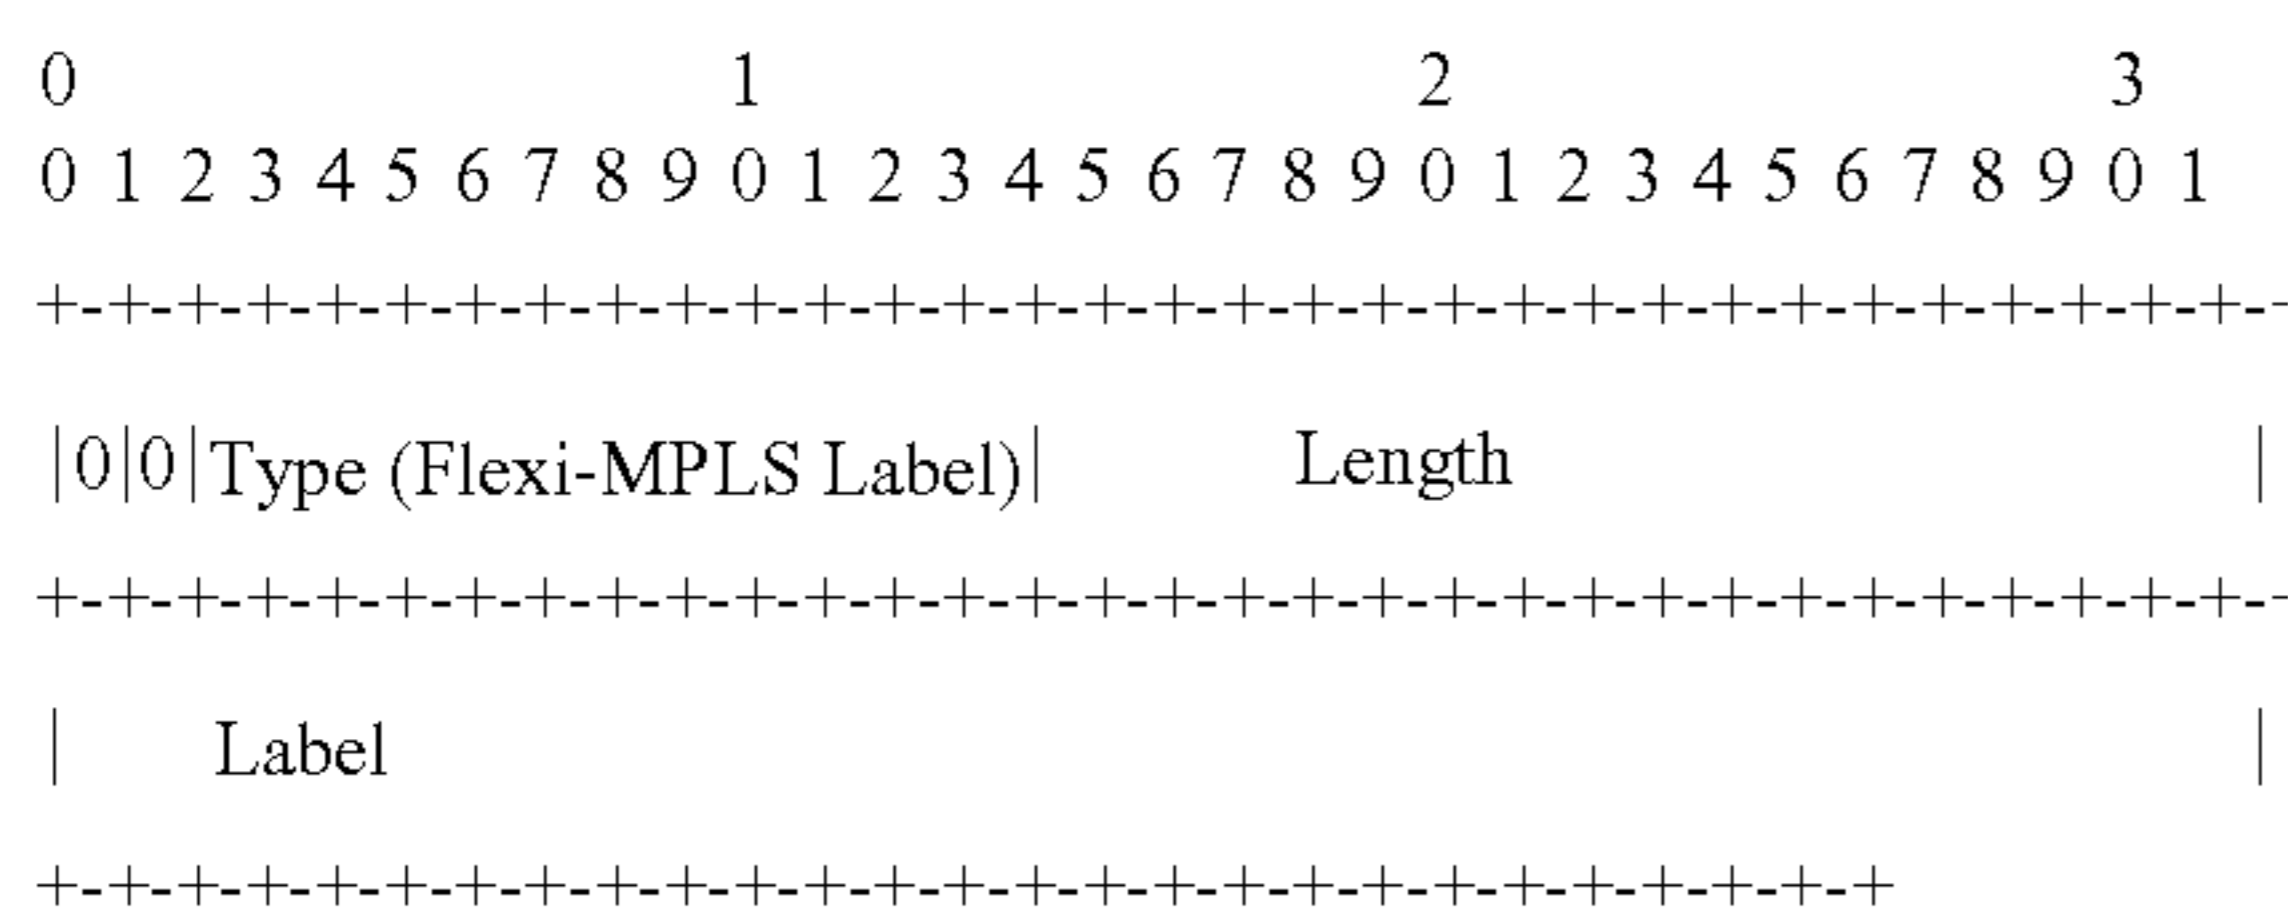 0 1 2 3
0 1 2 3 4 5 6 7 8 9 0 1 2 3 4 5 6 7 8 9 0 1 2 3 4 5 6 7 8 9 0 1
+-+-+-+-+-+-+-+-+-+-+-+-+-+-+-+-+-+-+-+-+-+-+-+-+-+-+-+-+-+-+-+-+
|0|0|Type (Flexi-MPLS Label)| Length |
+-+-+-+-+-+-+-+-+-+-+-+-+-+-+-+-+-+-+-+-+-+-+-+-+-+-+-+-+-+-+-+-+
| Label |
+-+-+-+-+-+-+-+-+-+-+-+-+-+-+-+-+-+-+-+-+-+-+-+-+-+-+